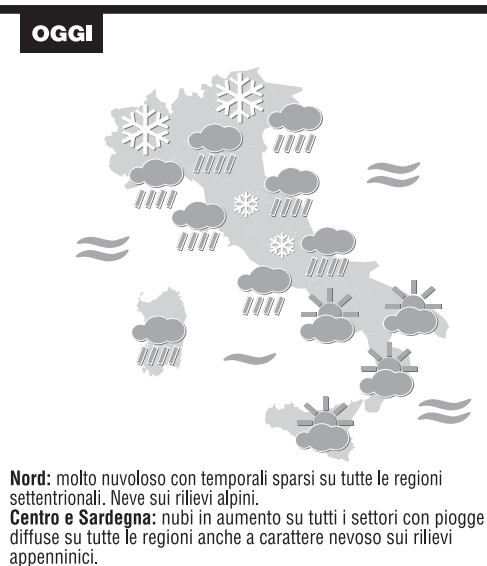 OGGI
Nord: molto nuvoloso con temporali sparsi su tutte le regioni
settentrionali. Neve sui rilievi alpini.
Centro e Sardegna: nubi in aumento su tutti i settori con piogge
diffuse su tutte le regioni anche a carattere nevoso sui rilievi
appenninici.